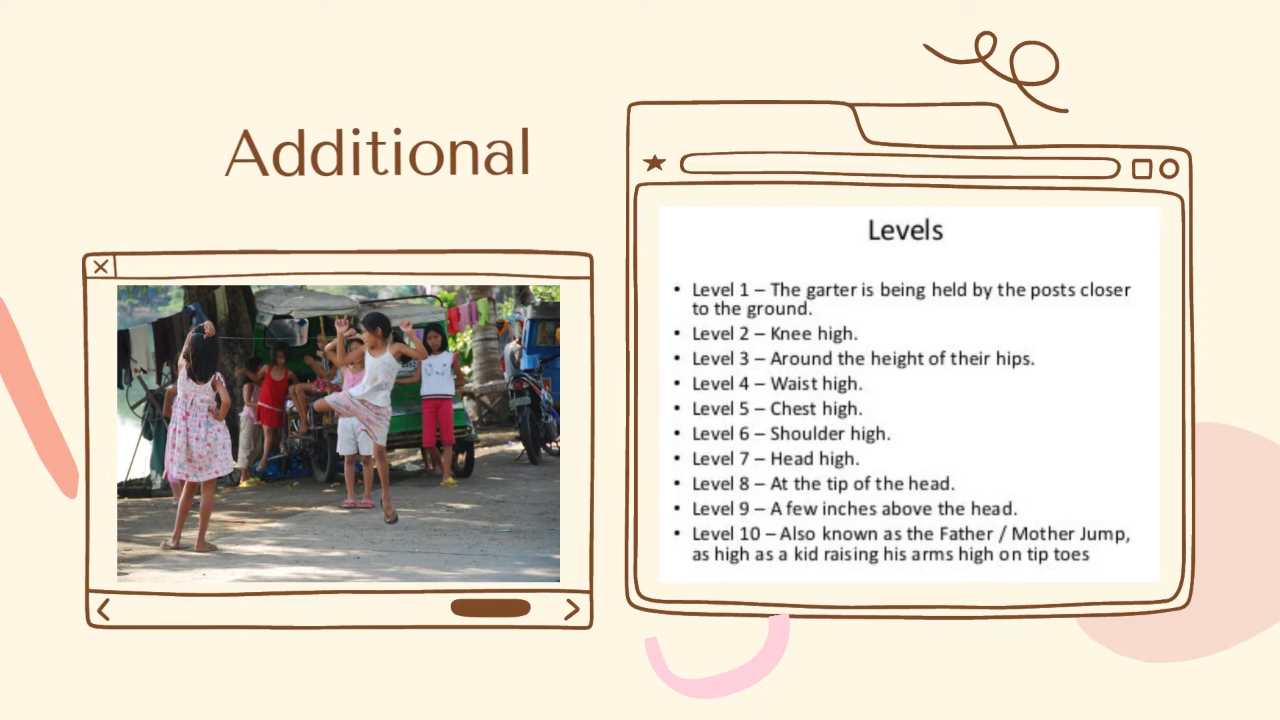 Additional
Levels
• Level 1 – The garter is being held by the posts closer
to the ground.
• Level 2 – Knee high.
• Level 3 – Around the height of their hips.
• Level 4 – Waist high.
• Level 5 – Chest high.
• Level 6 – Shoulder high.
• Level 7 – Head high.
• Level 8 – At the tip of the head.
• Level 9 – A few inches above the head.
• Level 10 – Also known as the Father / Mother Jump,
as high as a kid raising his arms high on tip toes